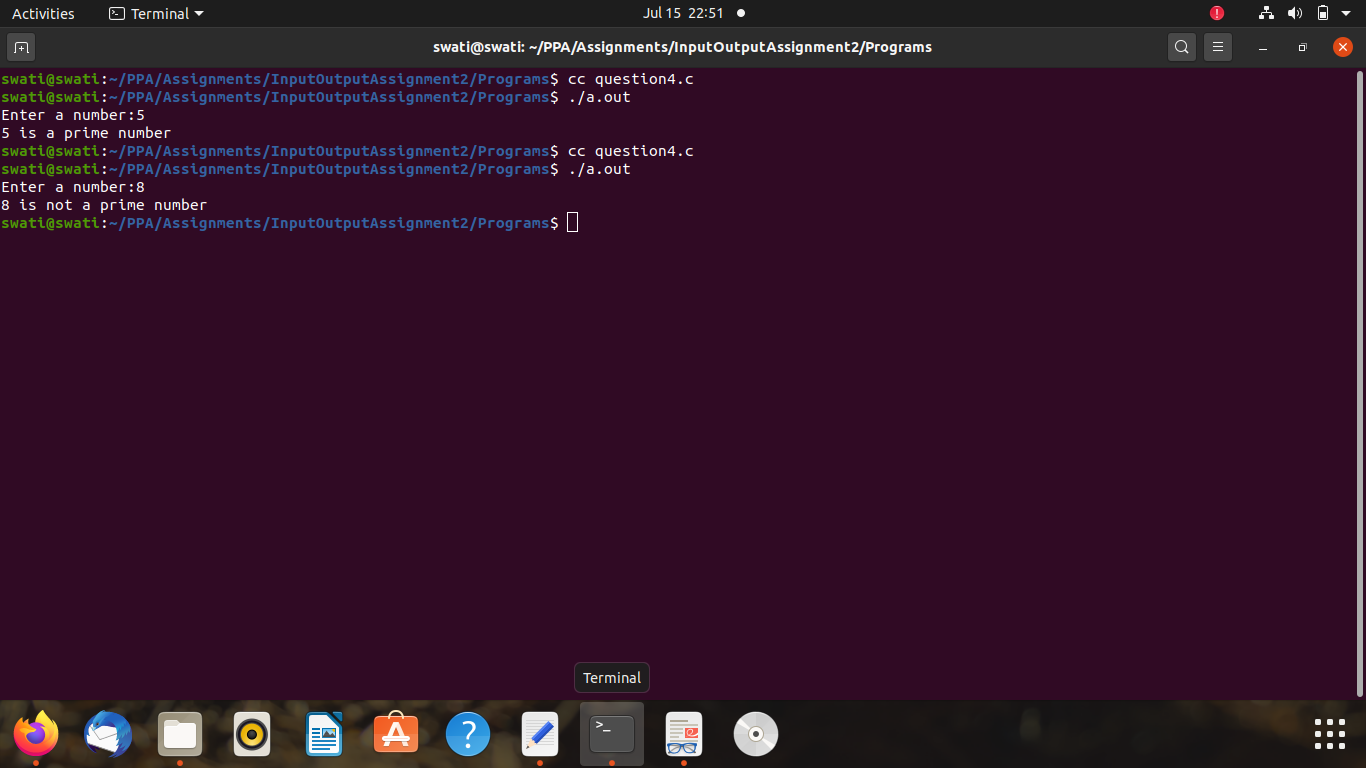 Activities
Terminal
Jul 15 22:51
swati@swati: ~/PPA/Assignments/InputOutputAssignment2/Programs
swati@swati:~/PPA/Assignments/InputOutputAssignment2/Programs$ cc question4.c
swati@swati:~/PPA/Assignments/InputOutputAssignment2/Programs$ ./a.out
Enter a number:5
5 is a prime number
swati@swati:~/PPA/Assignments/InputOutputAssignment2/Programs$ cc question4.c
swati@swati:~/PPA/Assignments/InputOutputAssignment2/Programs$ ./a.out
Enter a number:8
8 is not a prime number
swati@swati:~/PPA/Assignments/InputOutputAssignment2/Programs$
Terminal